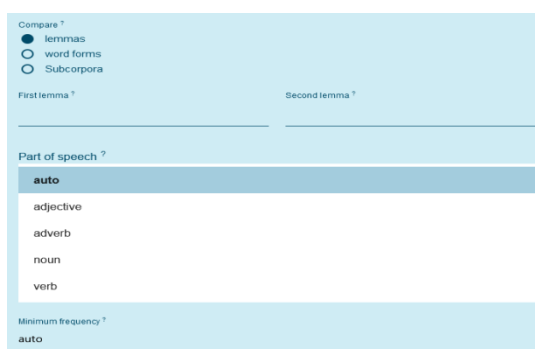 Compare ?
lemmas
word forms
Subcorpora
First lemma ? Second lemma ?
Part of speech ?
auto
adjective
adverb
noun
verb
Minimum frequency ?
auto